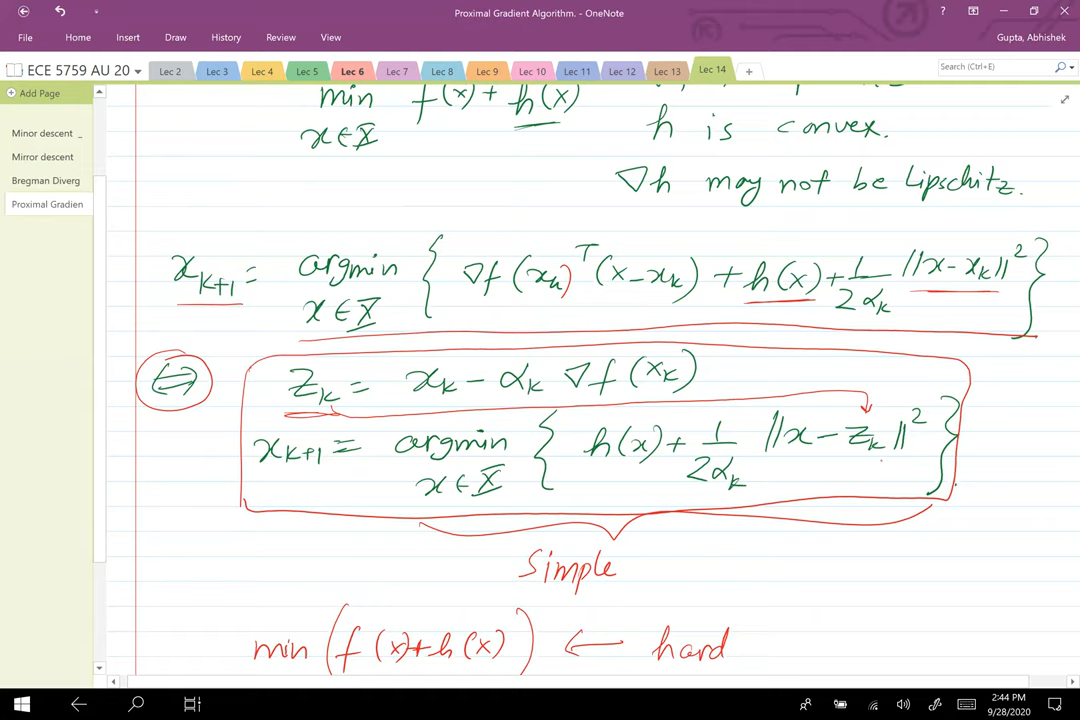 Proximal Gradient Algorithm. - OneNote
?
File Home Insert Draw History Review View Gupta, Abhishek
ECE 5759 AU 20 Lec 2 Lec 3 Lec 4 Lec 5 Lec 6 Lec 7 Lec 8 Lec 9 Lec 10 Lec 11 Lec 12 Lec 13 Lec 14 + Search (Ctrl+E)
Add Page
Minor descent _
Mirror descent
Bregman Diverg
Proximal Gradien
min f(x) + h(x)
x ∈ X
h is convex.
∇h may not be Lipschitz.
x_{k+1} = argmin { ∇f(x_k)^T (x - x_k) + h(x) + 1/(2α_k) ||x - x_k||^2 }
x ∈ X
⇔ z_k = x_k - α_k ∇f(x_k)
x_{k+1} = argmin { h(x) + 1/(2α_k) ||x - z_k||^2 }
x ∈ X
Simple
min (f(x) + h(x)) ← hard
2:44 PM
9/28/2020